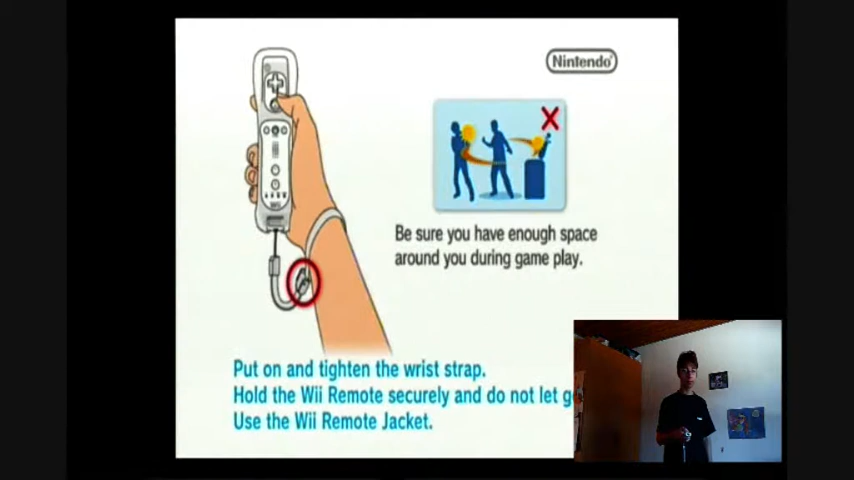 Nintendo
Be sure you have enough space
around you during game play.
Put on and tighten the wrist strap.
Hold the Wii Remote securely and do not let
Use the Wii Remote Jacket.